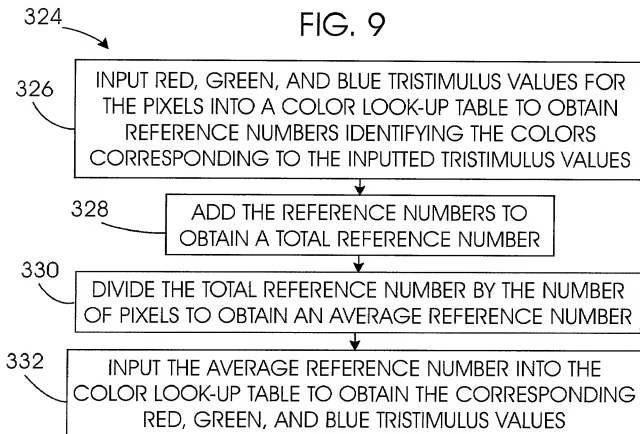 324
FIG. 9
326
INPUT RED, GREEN, AND BLUE TRISTIMULUS VALUES FOR
THE PIXELS INTO A COLOR LOOK-UP TABLE TO OBTAIN
REFERENCE NUMBERS IDENTIFYING THE COLORS
CORRESPONDING TO THE INPUTTED TRISTIMULUS VALUES
328
ADD THE REFERENCE NUMBERS TO
OBTAIN A TOTAL REFERENCE NUMBER
330
DIVIDE THE TOTAL REFERENCE NUMBER BY THE NUMBER
OF PIXELS TO OBTAIN AN AVERAGE REFERENCE NUMBER
332
INPUT THE AVERAGE REFERENCE NUMBER INTO THE
COLOR LOOK-UP TABLE TO OBTAIN THE CORRESPONDING
RED, GREEN, AND BLUE TRISTIMULUS VALUES